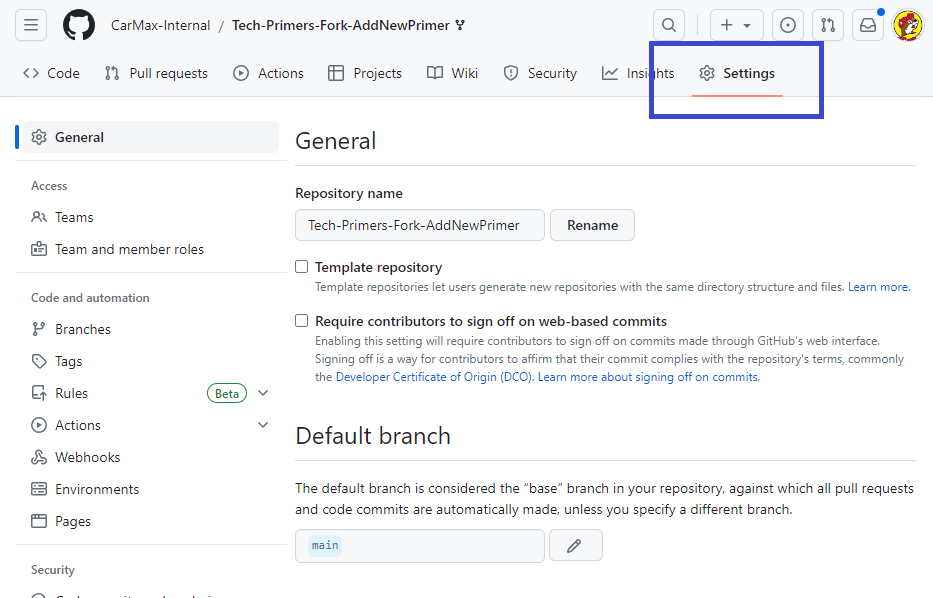 CarMax-Internal / Tech-Primers-Fork-AddNewPrimer
Code Pull requests Actions Projects Wiki Security Insights Settings
General
Access
Teams
Team and member roles
Code and automation
Branches
Tags
Rules Beta
Actions
Webhooks
Environments
Pages
Security
General
Repository name
Tech-Primers-Fork-AddNewPrimer Rename
Template repository
Template repositories let users generate new repositories with the same directory structure and files. Learn more.
Require contributors to sign off on web-based commits
Enabling this setting will require contributors to sign off on commits made through GitHub's web interface.
Signing off is a way for contributors to affirm that their commit complies with the repository's terms, commonly
the Developer Certificate of Origin (DCO). Learn more about signing off on commits.
Default branch
The default branch is considered the “base” branch in your repository, against which all pull requests
and code commits are automatically made, unless you specify a different branch.
main